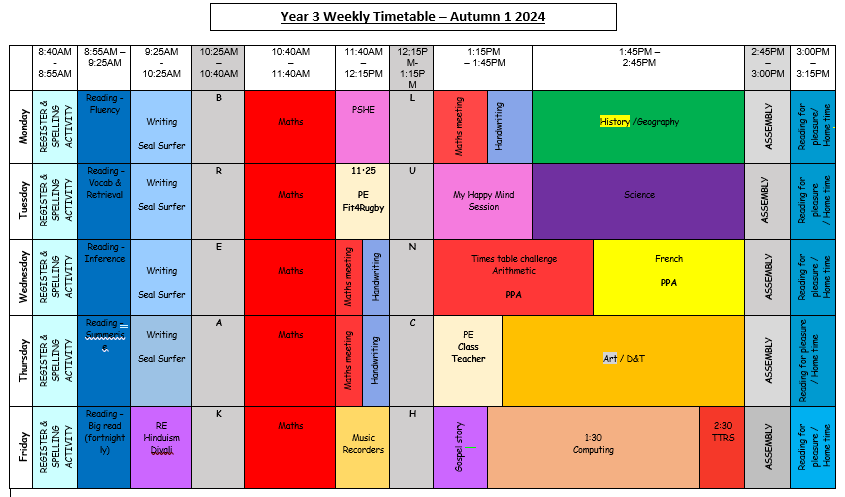 Year 3 Weekly Timetable – Autumn 1 2024
8:40AM
-
8:55AM
8:55AM –
9:25AM
9:25AM
-
10:25AM
10:25AM
-
10:40AM
10:40AM
-
11:40AM
11:40AM
-
12:15PM
12;15P
M-
1:15P
M
1:15PM
– 1:45PM
1:45PM –
2:45PM
2:45PM
-
3:00PM
3:00PM
-
3:15PM
Monday
REGISTER &
SPELLING
ACTIVITY
Reading –
Fluency
Writing
Seal Surfer
B
Maths
PSHE
L
Maths meeting
Handwriting
History /Geography
ASSEMBLY
Reading for
pleasure/
Home time
Tuesday
REGISTER &
SPELLING
ACTIVITY
Reading –
Vocab &
Retrieval
Writing
Seal Surfer
R
Maths
11:25
PE
Fit4Rugby
U
My Happy Mind
Session
Science
ASSEMBLY
Reading for
pleasure
/ Home time
Wednesday
REGISTER &
SPELLING
ACTIVITY
Reading –
Inference
Writing
Seal Surfer
E
Maths
Maths meeting
Handwriting
N
Times table challenge
Arithmetic
PPA
French
PPA
ASSEMBLY
Reading for
pleasure /
Home time
Thursday
REGISTER &
SPELLING
ACTIVITY
Reading –
Summaris
e
Writing
Seal Surfer
A
Maths
Maths meeting
Handwriting
C
PE
Class
Teacher
Art / D&T
ASSEMBLY
Reading for pleasure
/ Home time
Friday
REGISTER &
SPELLING
ACTIVITY
Reading –
Big read
(fortnight
ly)
RE
Hinduism
Divali
K
Maths
Music
Recorders
H
Gospel story
1:30
Computing
2:30
TTRS
ASSEMBLY
Reading for
pleasure /
Home time